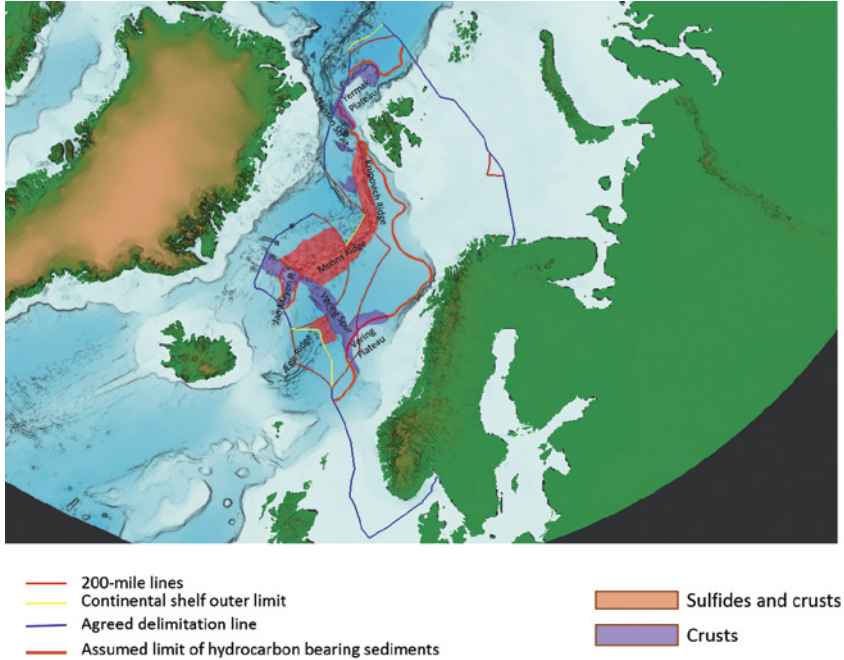 Yermak
Plateau
Knipovich Ridge
Mohns Ridge
Jan Mayen R.
Vøring Spur
Vøring
Plateau
Ægir Ridge
200-mile lines
Continental shelf outer limit
Agreed delimitation line
Assumed limit of hydrocarbon bearing sediments
Sulfides and crusts
Crusts